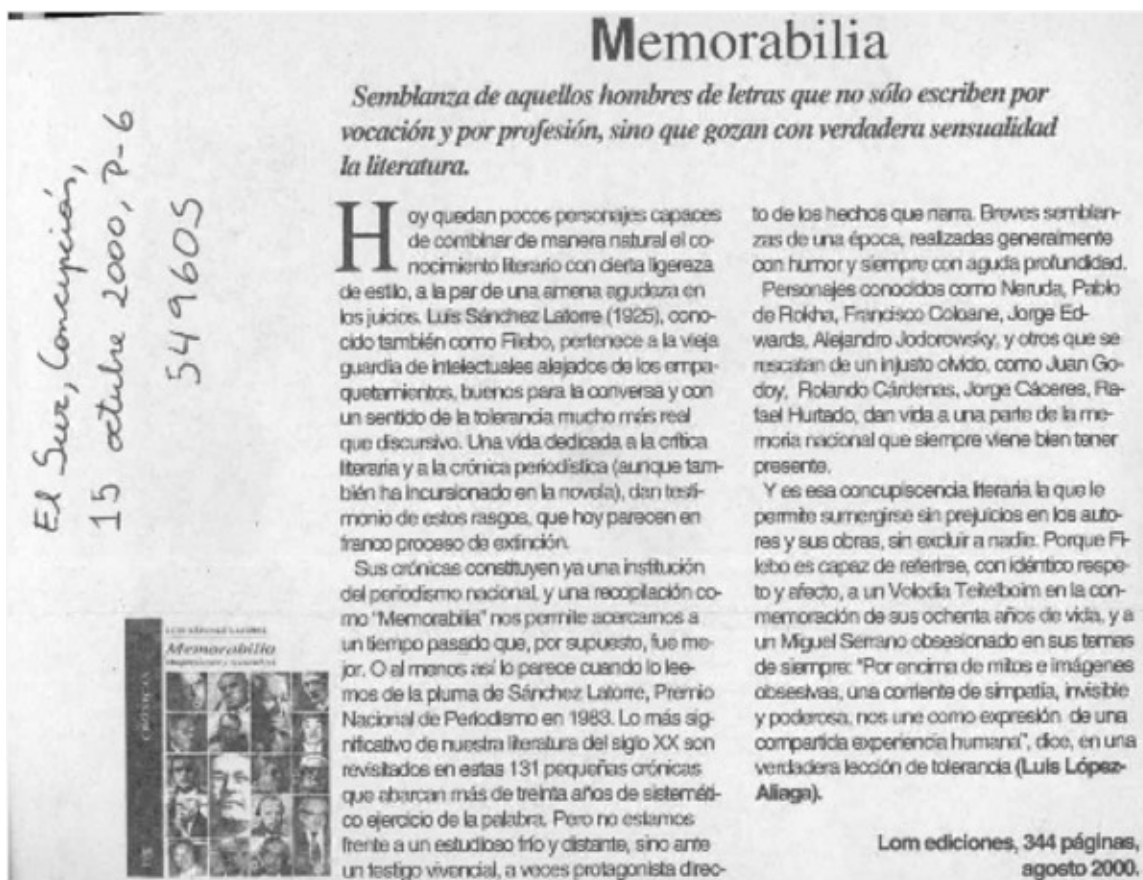 El Sur, Concepción,
15 octubre 2000, p-6
549605
Memorabilia
Semblanza de aquellos hombres de letras que no sólo escriben por
vocación y por profesión, sino que gozan con verdadera sensualidad
la literatura.
Hoy quedan pocos personajes capaces
de combinar de manera natural el co-
nocimiento literario con cierta ligereza
de estilo, a la par de una amena agudeza en
los juicios. Luis Sánchez Latorre (1925), cono-
cido también como Filebo, pertenece a la vieja
guardia de intelectuales alejados de los empa-
quetamientos, buenos para la conversa y con
un sentido de la tolerancia mucho más real
que discursivo. Una vida dedicada a la crítica
literaria y a la crónica periodística (aunque tam-
bién ha incursionado en la novela), dan testi-
monio de estos rasgos, que hoy parecen en
franco proceso de extinción.
Sus crónicas constituyen ya una institución
del periodismo nacional, y una recopilación co-
mo "Memorabilia" nos permite acercarnos a
un tiempo pasado que, por supuesto, fue me-
jor. O al menos así lo parece cuando lo lee-
mos de la pluma de Sánchez Latorre, Premio
Nacional de Periodismo en 1983. Lo más sig-
nificativo de nuestra literatura del siglo XX son
revisitados en estas 131 pequeñas crónicas
que abarcan más de treinta años de sistemáti-
co ejercicio de la palabra. Pero no estamos
frente a un estudioso frío y distante, sino ante
un testigo vivencial, a veces protagonista direc-
to de los hechos que narra. Breves semblan-
zas de una época, realizadas generalmente
con humor y siempre con aguda profundidad.
Personajes conocidos como Neruda, Pablo
de Rokha, Francisco Coloane, Jorge Ed-
wards, Alejandro Jodorowsky, y otros que se
rescatan de un injusto olvido, como Juan Go-
doy, Rolando Cárdenas, Jorge Cáceres, Ra-
fael Hurtado, dan vida a una parte de la me-
moria nacional que siempre viene bien tener
presente.
Y es esa concupiscencia literaria la que le
permite sumergirse sin prejuicios en los auto-
res y sus obras, sin excluir a nadie. Porque Fi-
lebo es capaz de referirse, con idéntico respe-
to y afecto, a un Volodia Teitelboim en la con-
memoración de sus ochenta años de vida, y a
un Miguel Serrano obsesionado en sus temas
de siempre: "Por encima de mitos e imágenes
obsesivas, una corriente de simpatía, invisible
y poderosa, nos une como expresión de una
compartida experiencia humana", dice, en una
verdadera lección de tolerancia (Luis López-
Aliaga).
Lom ediciones, 344 páginas,
agosto 2000.
LUIS SÁNCHEZ LATORRE
Memorabilia
CRÓNICAS